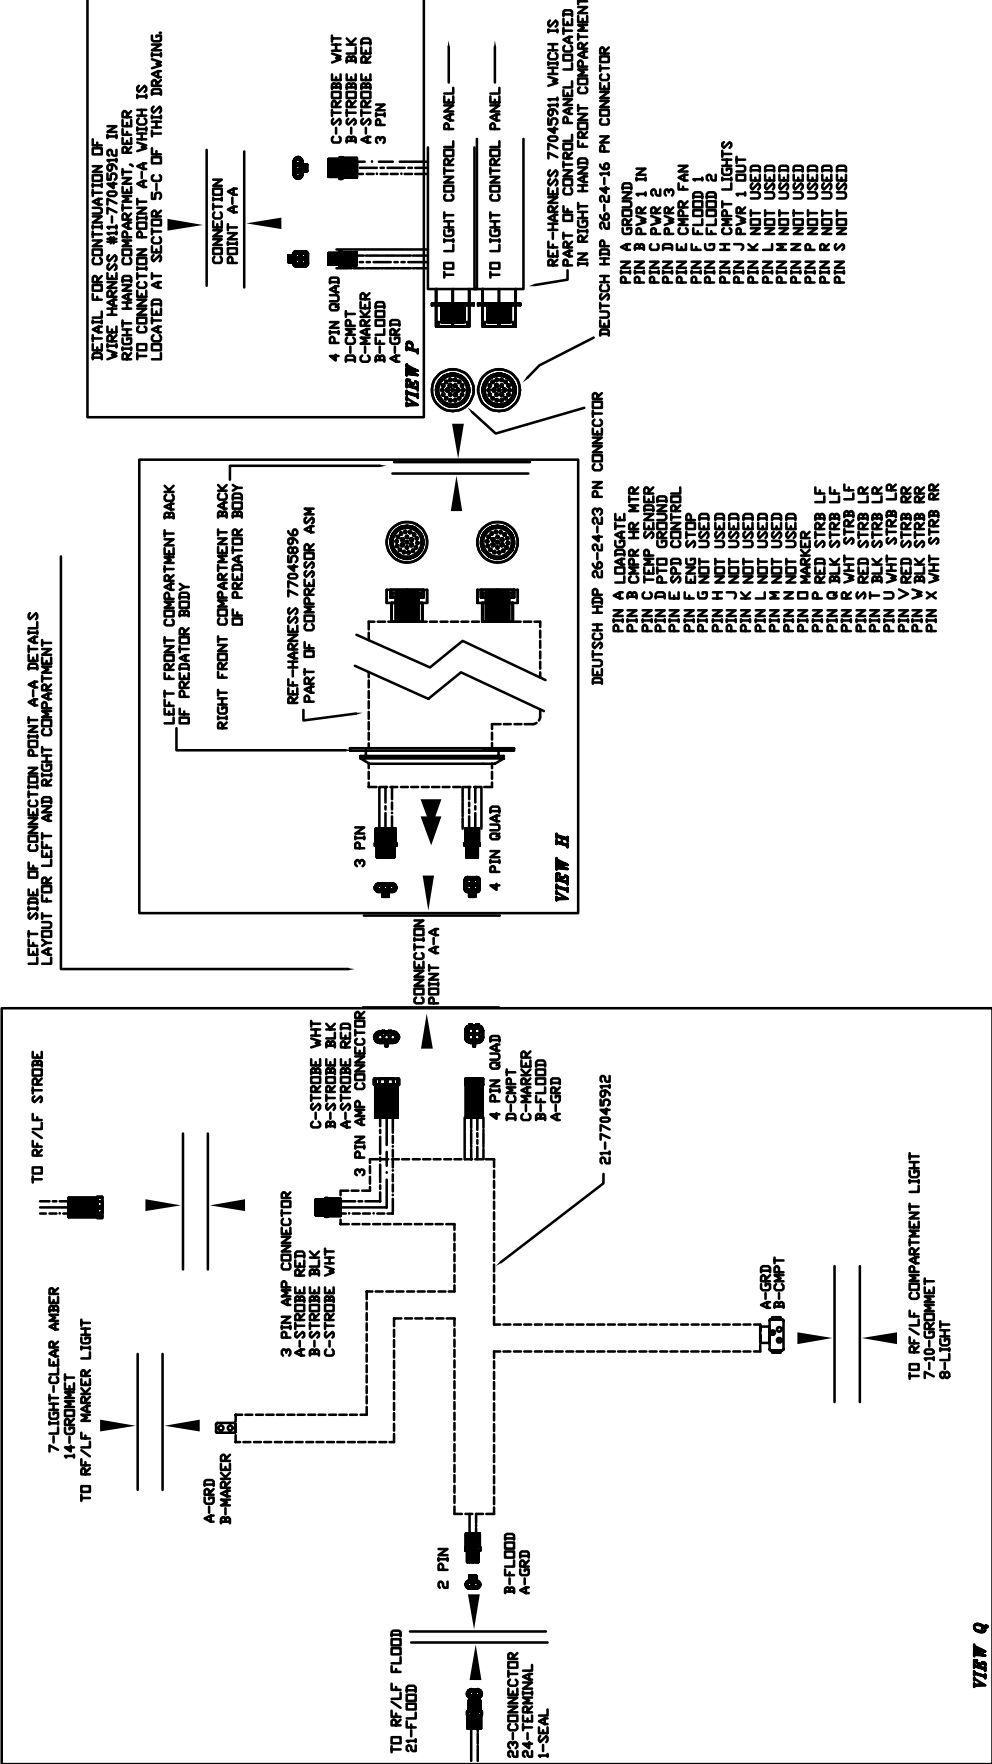 LEFT SIDE OF CONNECTION POINT A-A DETAILS
LAYOUT FOR LEFT AND RIGHT COMPARTMENT
TO RF/LF STROBE
7-LIGHT-CLEAR AMBER
14-GROMMET
TO RF/LF MARKER LIGHT
A-GRD
B-MARKER
3 PIN AMP CONNECTOR
A-STROBE RED
B-STROBE BLK
C-STROBE WHT
C-STROBE WHT
B-STROBE BLK
A-STROBE RED
3 PIN AMP CONNECTOR
4 PIN QUAD
D-CMPT
C-MARKER
B-FLOOD
A-GRD
21-77045912
2 PIN
B-FLOOD
A-GRD
TO RF/LF FLOOD
21-FLOOD
23-CONNECTOR
24-TERMINAL
1-SEAL
A-GRD
B-CMPT
TO RF/LF COMPARTMENT LIGHT
7-10-GROMMET
8-LIGHT
VIEW Q
CONNECTION
POINT A-A
LEFT FRONT COMPARTMENT BACK
OF PREDATOR BODY
RIGHT FRONT COMPARTMENT BACK
OF PREDATOR BODY
REF-HARNESS 77045896
PART OF COMPRESSOR ASM
3 PIN
4 PIN QUAD
VIEW H
DEUTSCH HDP 26-24-23 PN CONNECTOR
PIN A LOADGATE
PIN B CMPR HR MTR
PIN C TEMP SENDER
PIN D PTO GROUND
PIN E SPD CONTROL
PIN F ENG STOP
PIN G NOT USED
PIN H NOT USED
PIN J NOT USED
PIN K NOT USED
PIN L NOT USED
PIN M NOT USED
PIN N NOT USED
PIN O MARKER
PIN P RED STRB LF
PIN Q BLK STRB LF
PIN R WHT STRB LF
PIN S RED STRB LR
PIN T BLK STRB LR
PIN U WHT STRB LR
PIN V RED STRB RR
PIN W BLK STRB RR
PIN X WHT STRB RR
DETAIL FOR CONTINUATION OF
WIRE HARNESS #11-77045912 IN
RIGHT HAND COMPARTMENT, REFER
TO CONNECTION POINT A-A WHICH IS
LOCATED AT SECTOR 5-C OF THIS DRAWING.
CONNECTION
POINT A-A
4 PIN QUAD
D-CMPT
C-MARKER
B-FLOOD
A-GRD
C-STROBE WHT
B-STROBE BLK
A-STROBE RED
3 PIN
VIEW P
TO LIGHT CONTROL PANEL
TO LIGHT CONTROL PANEL
REF-HARNESS 77045911 WHICH IS
PART OF CONTROL PANEL LOCATED
IN RIGHT HAND FRONT COMPARTMENT
DEUTSCH HDP 26-24-16 PN CONNECTOR
PIN A GROUND
PIN B PWR 1 IN
PIN C PWR 2
PIN D PWR 3
PIN E CMPR FAN
PIN F FLOOD 1
PIN G FLOOD 2
PIN H CMPT LIGHTS
PIN J PWR 1 OUT
PIN K NOT USED
PIN L NOT USED
PIN M NOT USED
PIN N NOT USED
PIN P NOT USED
PIN R NOT USED
PIN S NOT USED